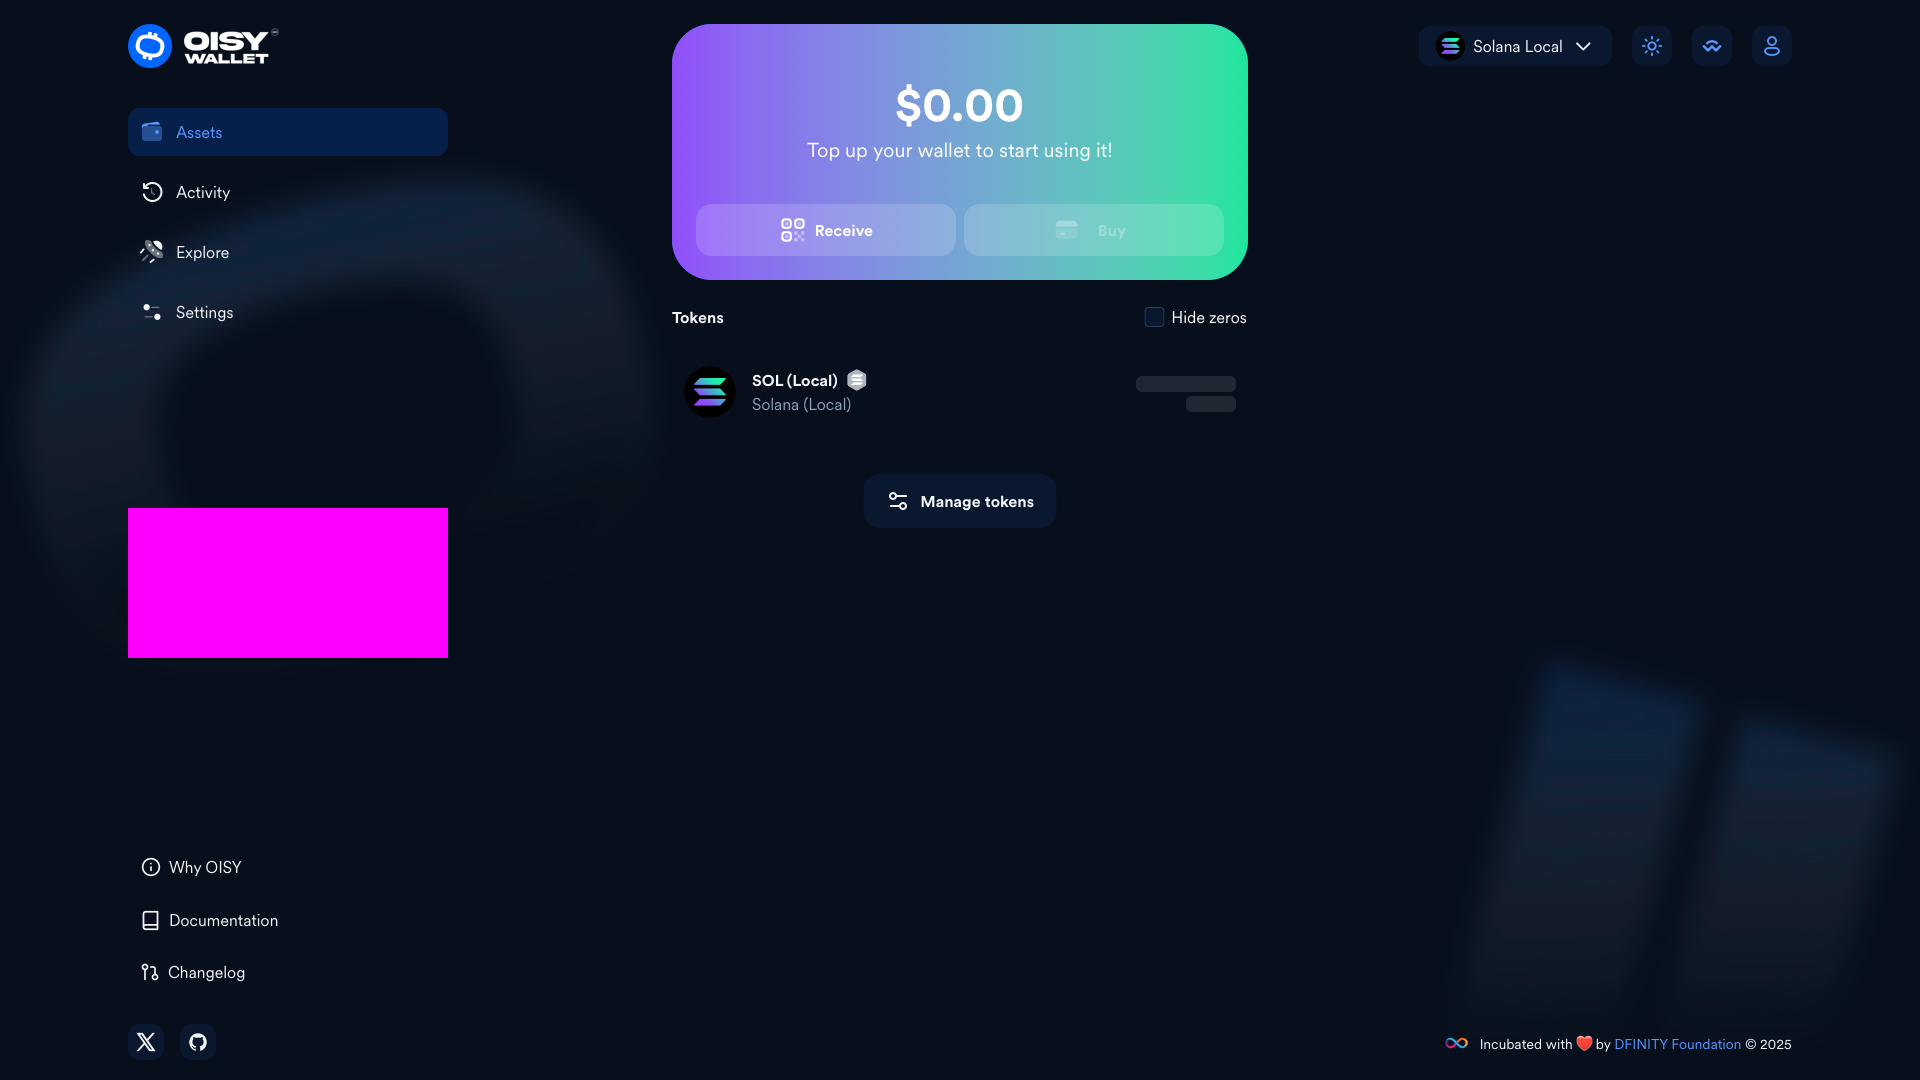 OISY
WALLET
Assets
Activity
Explore
Settings
Why OISY
Documentation
Changelog
$0.00
Top up your wallet to start using it!
Receive
Buy
Tokens
Hide zeros
SOL (Local)
Solana (Local)
Manage tokens
Solana Local
Incubated with ❤️ by DFINITY Foundation © 2025